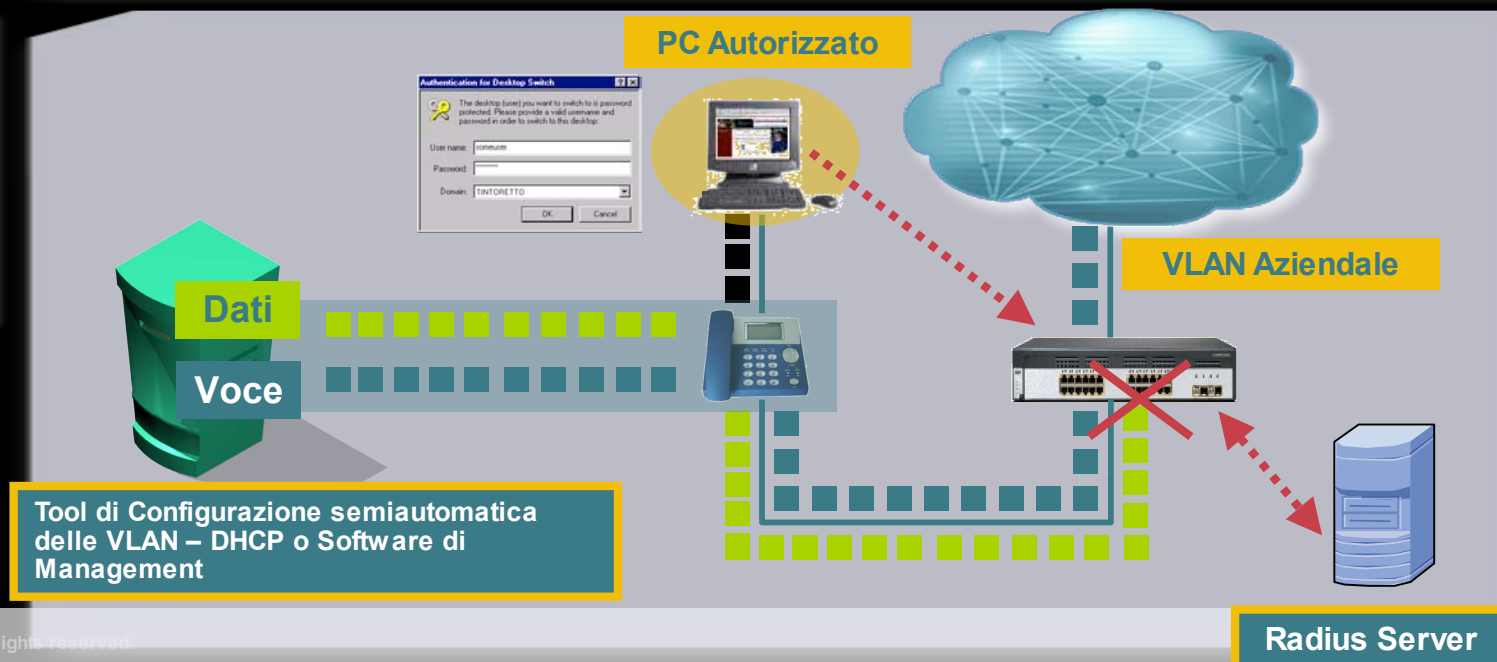 PC Autorizzato
Authentication for Desktop Switch
The desktop (user) you want to switch to is password
protected. Please provide a valid username and
password in order to switch to this desktop:
User name: someuser
Password: ********
Domain: TINTORETTO
OK Cancel
VLAN Aziendale
Dati
Voce
Tool di Configurazione semiautomatica
delle VLAN – DHCP o Software di
Management
ights reserved.
Radius Server